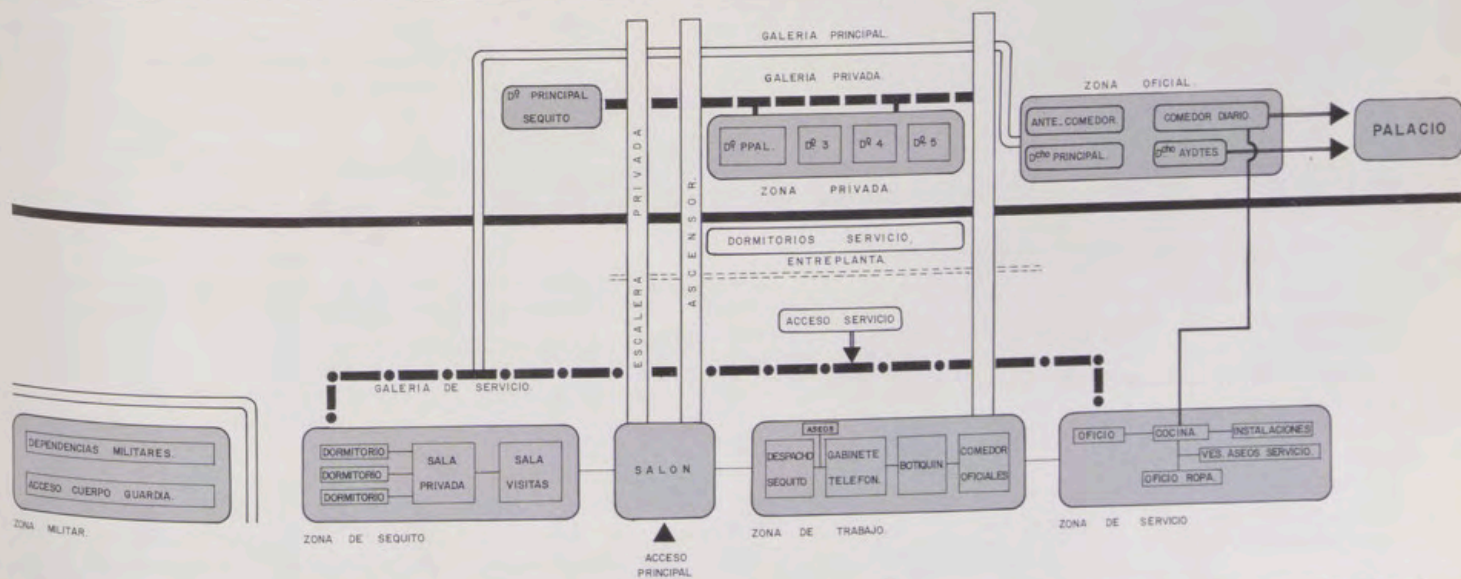 GALERIA PRINCIPAL.
GALERIA PRIVADA.
Dº PRINCIPAL
SEQUITO
ESCALERA PRIVADA
ASCENSOR.
Dº PPAL.
Dº 3
Dº 4
Dº 5
ZONA PRIVADA.
ZONA OFICIAL.
ANTE_COMEDOR.
COMEDOR DIARIO.
Dcho PRINCIPAL.
Dcho AYDTES.
PALACIO
DORMITORIOS SERVICIO,
ENTREPLANTA.
ACCESO SERVICIO
GALERIA DE SERVICIO.
DEPENDENCIAS MILITARES.
ACCESO CUERPO GUARDIA.
ZONA MILITAR.
DORMITORIO
DORMITORIO
DORMITORIO
SALA
PRIVADA
SALA
VISITAS
ZONA DE SEQUITO
SALON
ACCESO
PRINCIPAL
ASEOS
DESPACHO
SEQUITO
GABINETE
TELEFON.
BOTIQUIN
COMEDOR
OFICIALES
ZONA DE TRABAJO.
OFICIO
COCINA.
INSTALACIONES
VES. ASEOS SERVICIO.
OFICIO ROPA.
ZONA DE SERVICIO